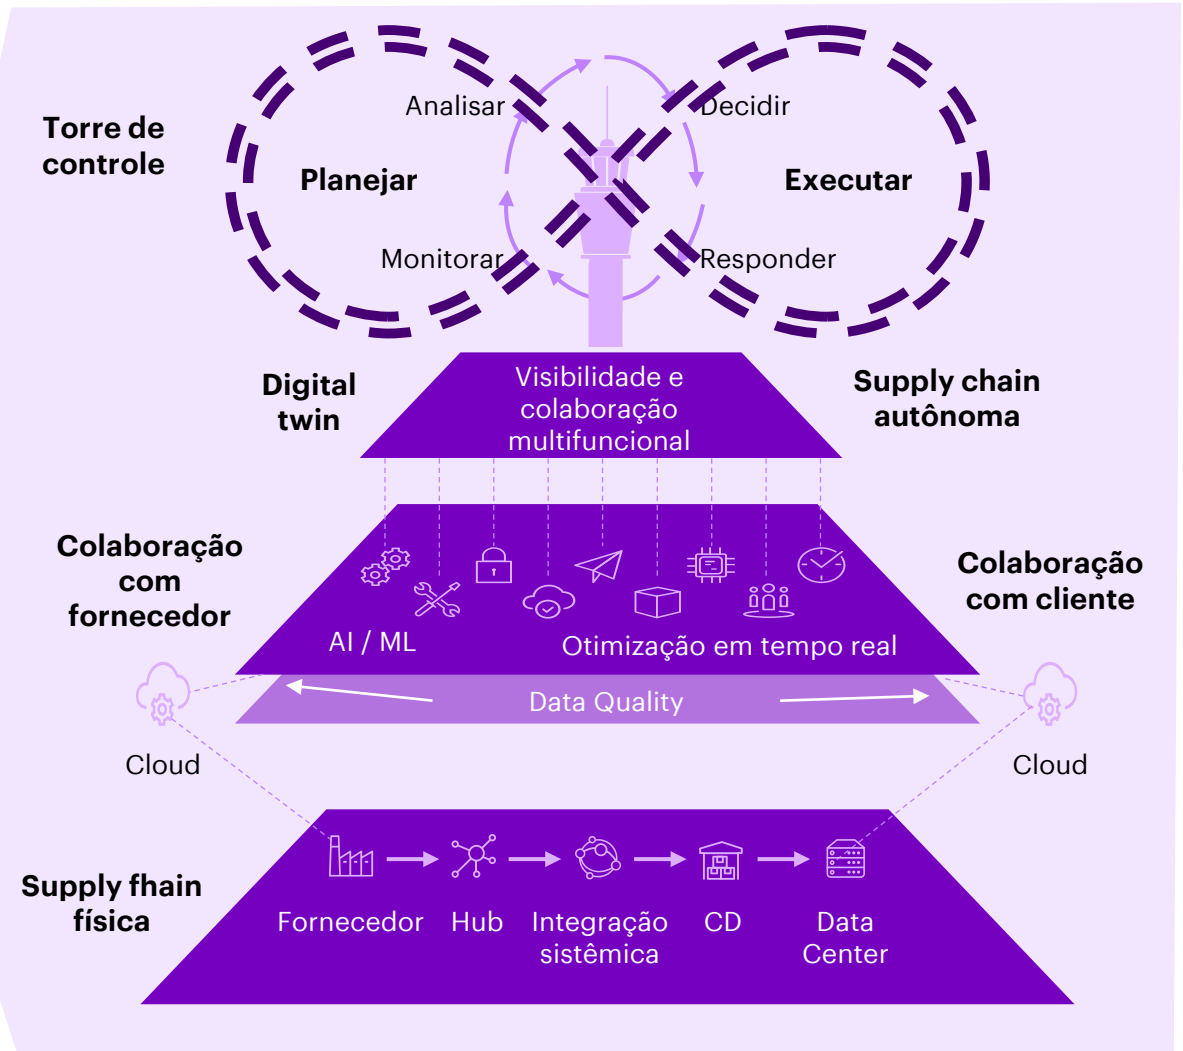 Torre de
controle
Analisar
Decidir
Planejar
Executar
Monitorar
Responder
Digital
twin
Visibilidade e
colaboração
multifuncional
Supply chain
autônoma
Colaboração
com
fornecedor
Colaboração
com cliente
AI / ML
Otimização em tempo real
Data Quality
Cloud
Cloud
Supply fhain
física
Fornecedor
Hub
Integração
sistêmica
CD
Data
Center